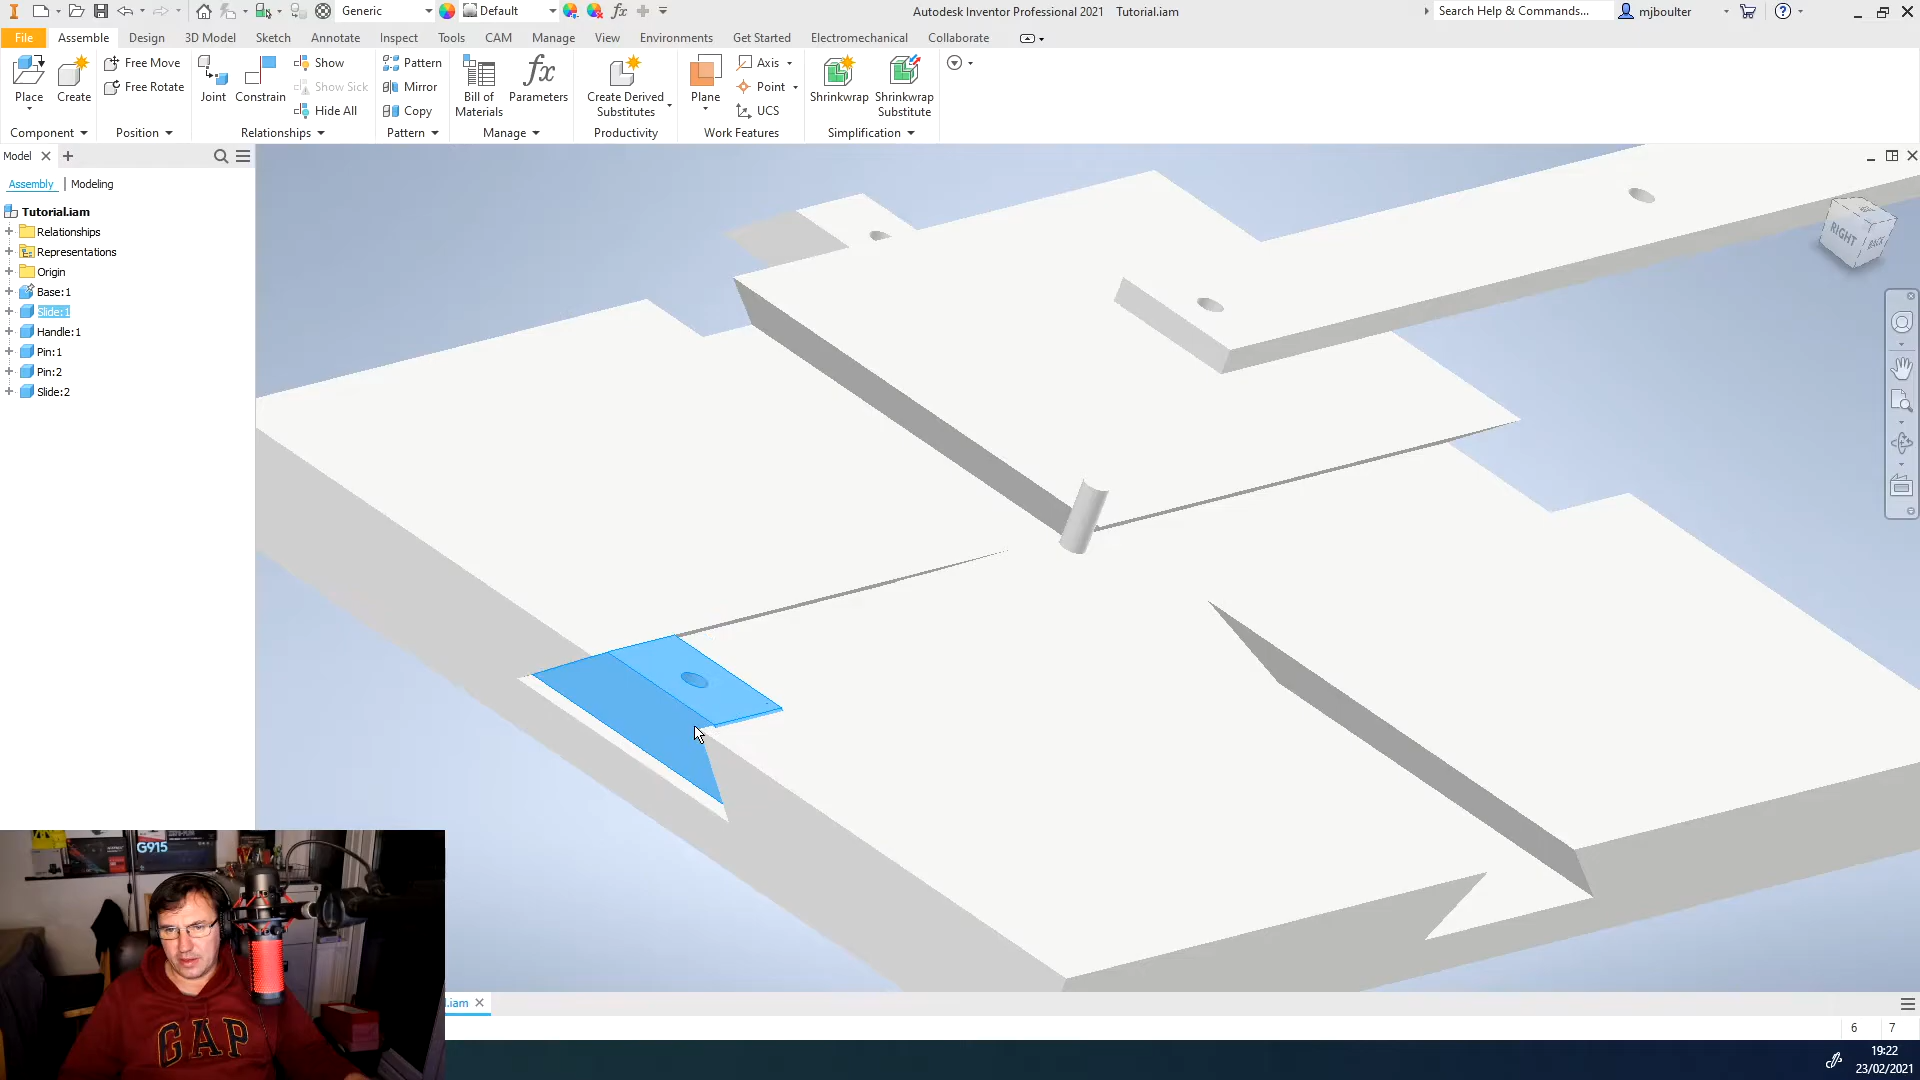 Generic
Default
fx
Autodesk Inventor Professional 2021 Tutorial.iam
Search Help & Commands...
mjboulter
File
Assemble
Design
3D Model
Sketch
Annotate
Inspect
Tools
CAM
Manage
View
Environments
Get Started
Electromechanical
Collaborate
Place
Create
Free Move
Free Rotate
Joint
Constrain
Show
Show Sick
Hide All
Pattern
Mirror
Copy
Bill of
Materials
fx
Parameters
Create Derived
Substitutes
Plane
Axis
Point
UCS
Shrinkwrap
Shrinkwrap
Substitute
Component
Position
Relationships
Pattern
Manage
Productivity
Work Features
Simplification
Model
Assembly | Modeling
Tutorial.iam
Relationships
Representations
Origin
Base:1
Slide:1
Handle:1
Pin:1
Pin:2
Slide:2
RIGHT
BACK
G915
GAP
.iam
6 7
19:22
23/02/2021